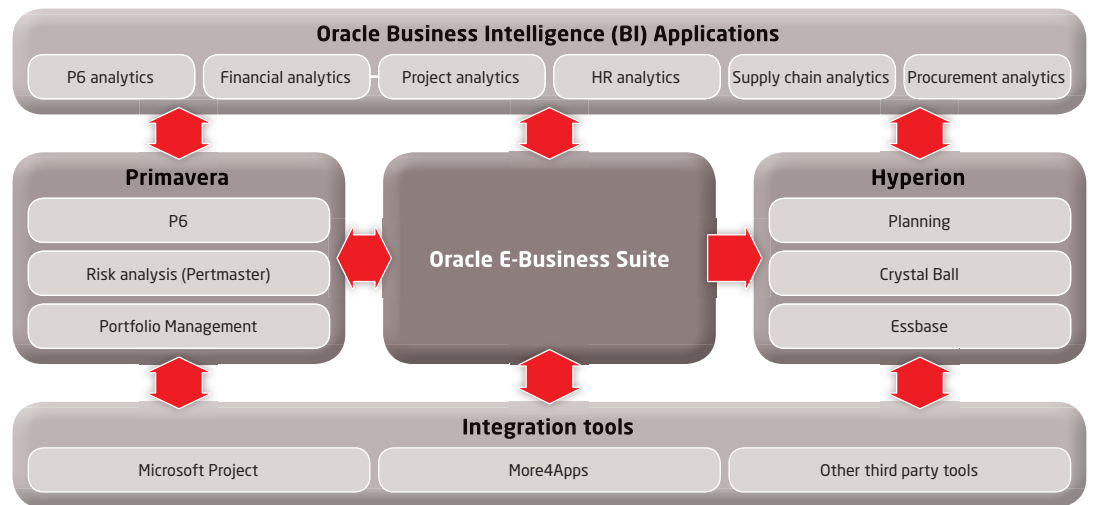 Oracle Business Intelligence (BI) Applications
P6 analytics
Financial analytics
Project analytics
HR analytics
Supply chain analytics
Procurement analytics
Primavera
P6
Risk analysis (Pertmaster)
Portfolio Management
Oracle E-Business Suite
Hyperion
Planning
Crystal Ball
Essbase
Integration tools
Microsoft Project
More4Apps
Other third party tools